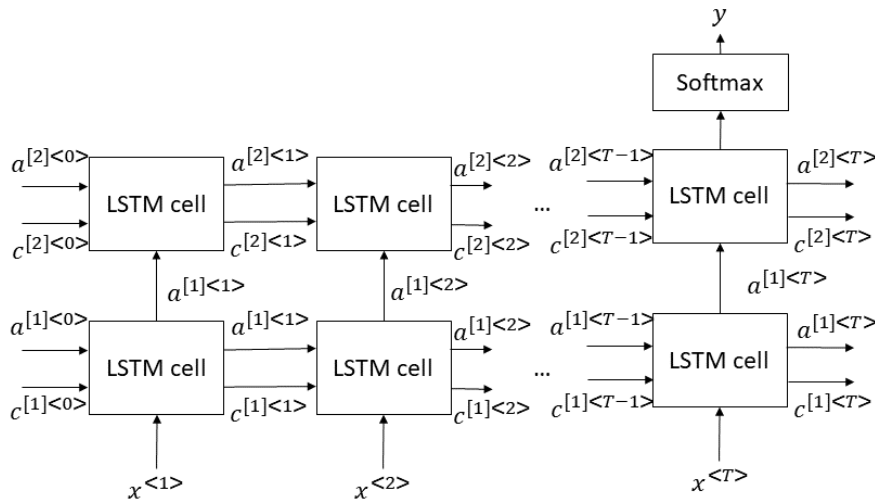 y
Softmax
a^[2]<0> a^[2]<1> a^[2]<2> a^[2]<T−1> a^[2]<T>
LSTM cell LSTM cell ... LSTM cell
c^[2]<0> c^[2]<1> c^[2]<2> c^[2]<T−1> c^[2]<T>
a^[1]<1> a^[1]<2> a^[1]<T>
a^[1]<0> a^[1]<1> a^[1]<2> a^[1]<T−1> a^[1]<T>
LSTM cell LSTM cell ... LSTM cell
c^[1]<0> c^[1]<1> c^[1]<2> c^[1]<T−1> c^[1]<T>
x^<1> x^<2> x^<T>